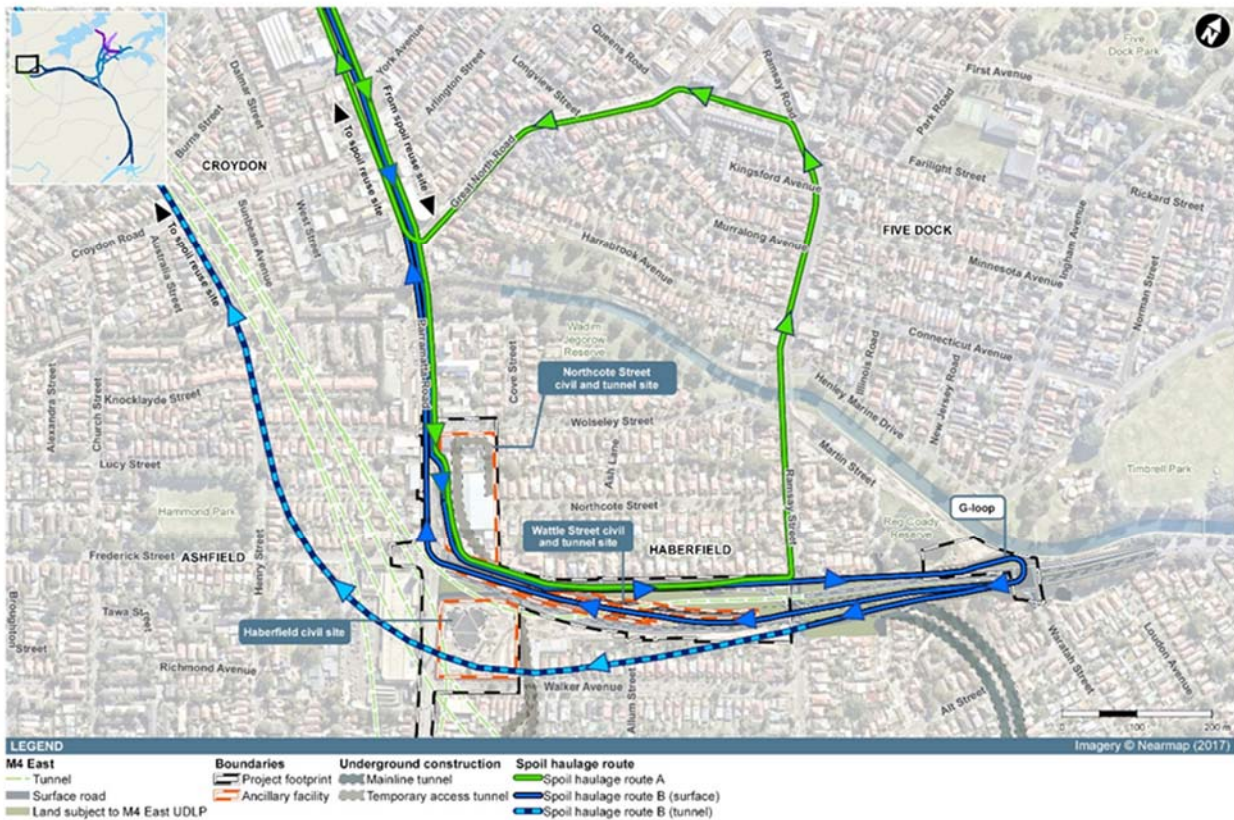 N
Burns Street
Dalmar Street
York Avenue
Arlington Street
Longview Street
Queens Road
Ramsay Road
Park Road
First Avenue
Five
Dock Park
CROYDON
To spoil reuse site
From spoil reuse site
Great North Road
Kingsford Avenue
Fairlight Street
Rickard Street
Croydon Road
Australia Street
To spoil reuse site
Sunbeam Avenue
West Street
Harrabrook Avenue
Murralong Avenue
FIVE DOCK
Minnesota Avenue
Ingham Avenue
Norman Street
Parramatta Road
Wadim
Jegorow
Reserve
Connecticut Avenue
Illinois Road
New Jersey Road
Henley Marine Drive
Alexandra Street
Church Street
Knocklayde Street
Cove Street
Northcote Street
civil and tunnel site
Wolseley Street
Ash Lane
Martin Street
Timbrell Park
Lucy Street
Hammond Park
Northcote Street
Ramsay Street
Reg Coady
Reserve
G-loop
Wattle Street civil
and tunnel site
HABERFIELD
Frederick Street
ASHFIELD
Henry Street
Broughton
Street
Tawa St
Haberfield civil site
Richmond Avenue
Walker Avenue
Allum Street
Alt Street
Waratah Street
Loudon Avenue
0 100 200 m
LEGEND
Imagery © Nearmap (2017)
M4 East
Tunnel
Surface road
Land subject to M4 East UDLP
Boundaries
Project footprint
Ancillary facility
Underground construction
Mainline tunnel
Temporary access tunnel
Spoil haulage route
Spoil haulage route A
Spoil haulage route B (surface)
Spoil haulage route B (tunnel)